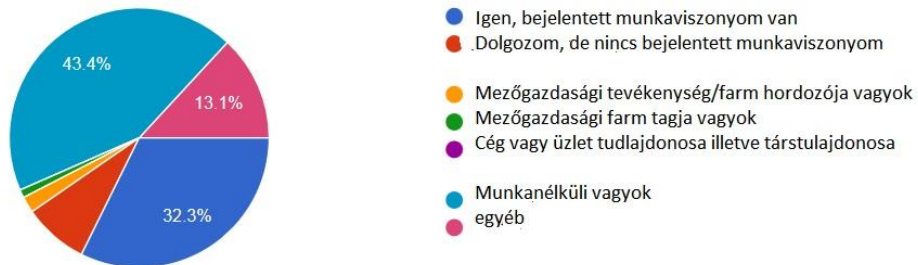 43.4%
13.1%
32.3%
Igen, bejelentett munkaviszonyom van
.Dolgozom, de nincs bejelentett munkaviszonyom
Mezőgazdasági tevékenység/farm hordozója vagyok
Mezőgazdasági farm tagja vagyok
Cég vagy üzlet tudlajdonosa illetve társtulajdonosa
Munkanélküli vagyok
egyéb